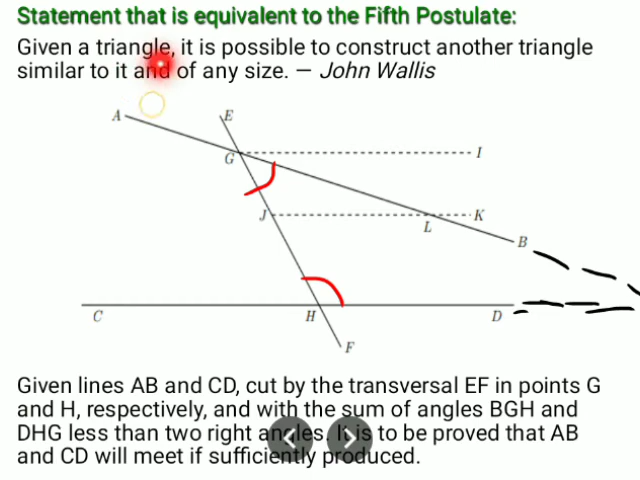 Statement that is equivalent to the Fifth Postulate:
Given a triangle, it is possible to construct another triangle
similar to it and of any size. — John Wallis
A
E
G
I
J
K
L
B
C
H
D
F
Given lines AB and CD, cut by the transversal EF in points G
and H, respectively, and with the sum of angles BGH and
DHG less than two right angles. It is to be proved that AB
and CD will meet if sufficiently produced.